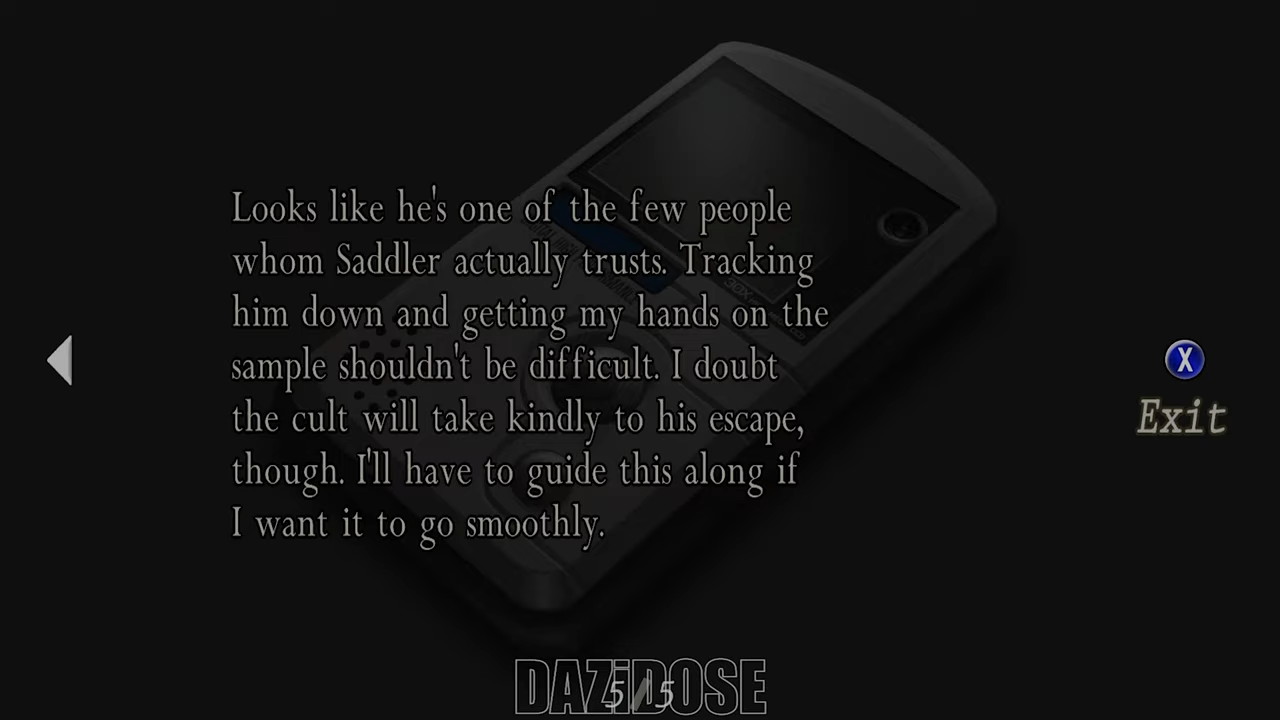 Looks like he's one of the few people
whom Saddler actually trusts. Tracking
him down and getting my hands on the
sample shouldn't be difficult. I doubt
the cult will take kindly to his escape,
though. I'll have to guide this along if
I want it to go smoothly.
X
Exit
DAZiDOSE
5/5